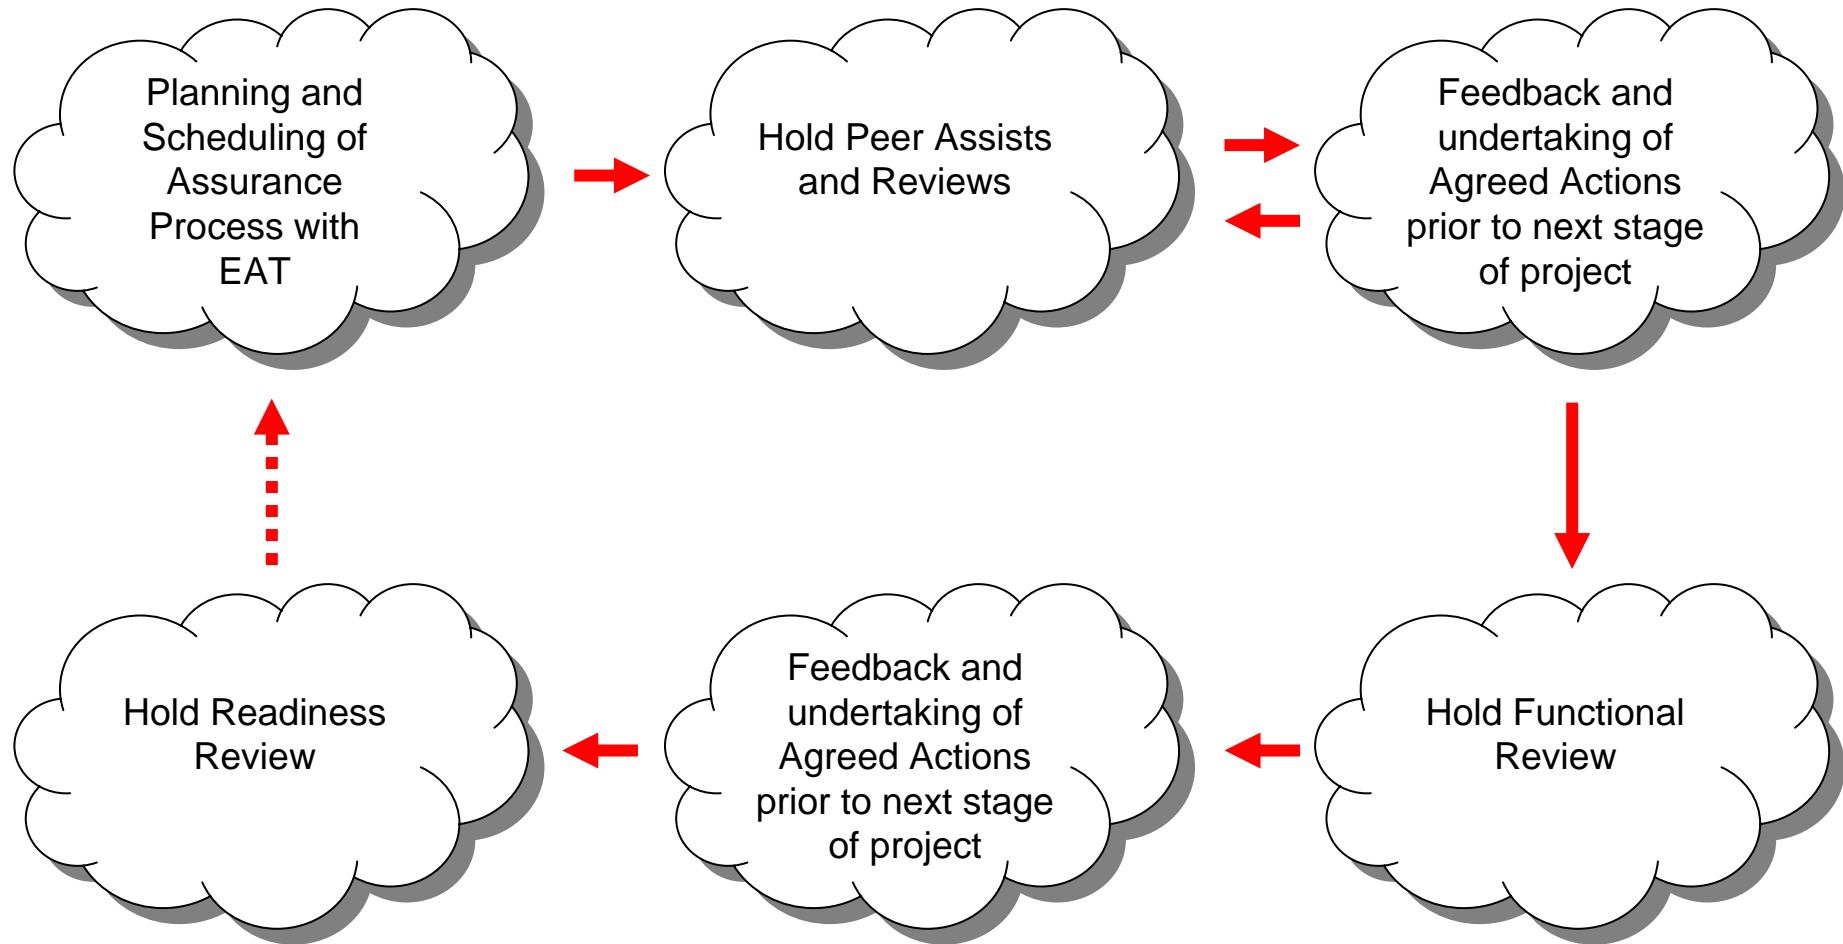 Planning and
Scheduling of
Assurance
Process with
EAT
Hold Peer Assists
and Reviews
Feedback and
undertaking of
Agreed Actions
prior to next stage
of project
Hold Functional
Review
Feedback and
undertaking of
Agreed Actions
prior to next stage
of project
Hold Readiness
Review